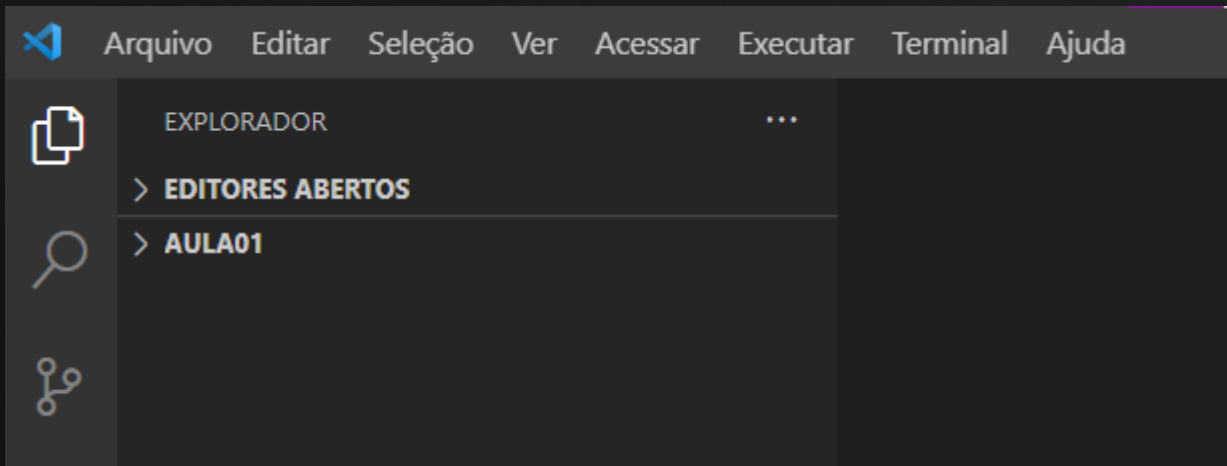 Arquivo Editar Seleção Ver Acessar Executar Terminal Ajuda
EXPLORADOR
EDITORES ABERTOS
AULA01